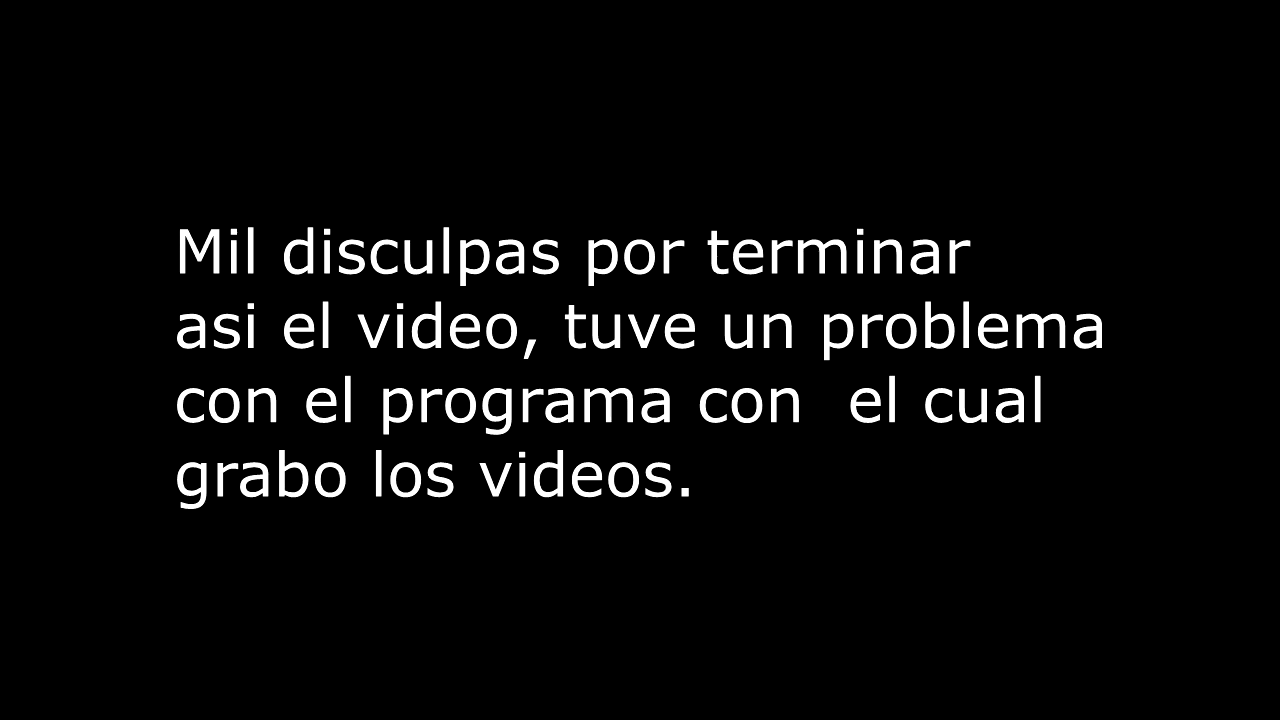 Mil disculpas por terminar
asi el video, tuve un problema
con el programa con  el cual
grabo los videos.